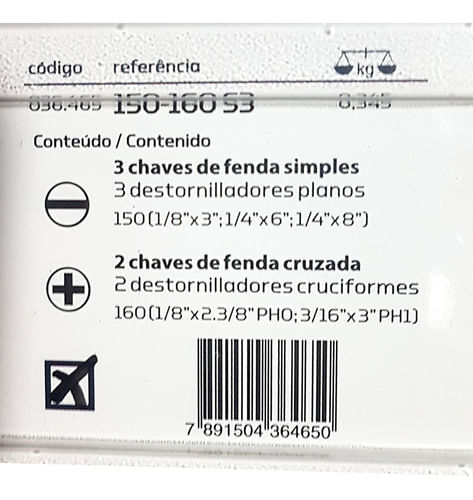 código referência kg
036.465 150-160 S3 0,345
Conteúdo / Contenido
3 chaves de fenda simples
3 destornilladores planos
150 (1/8"x3"; 1/4"x6"; 1/4"x8")
2 chaves de fenda cruzada
2 destornilladores cruciformes
160 (1/8"x2.3/8" PH0; 3/16"x3" PH1)
7 891504 364650